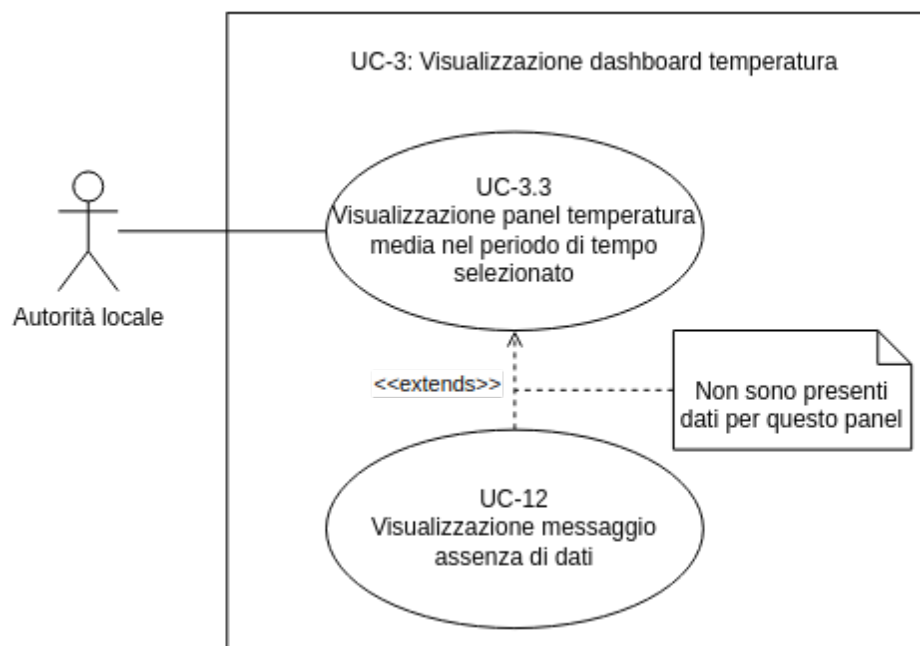 UC-3: Visualizzazione dashboard temperatura
UC-3.3
Visualizzazione panel temperatura
media nel periodo di tempo
selezionato
Autorità locale
<<extends>>
Non sono presenti
dati per questo panel
UC-12
Visualizzazione messaggio
assenza di dati